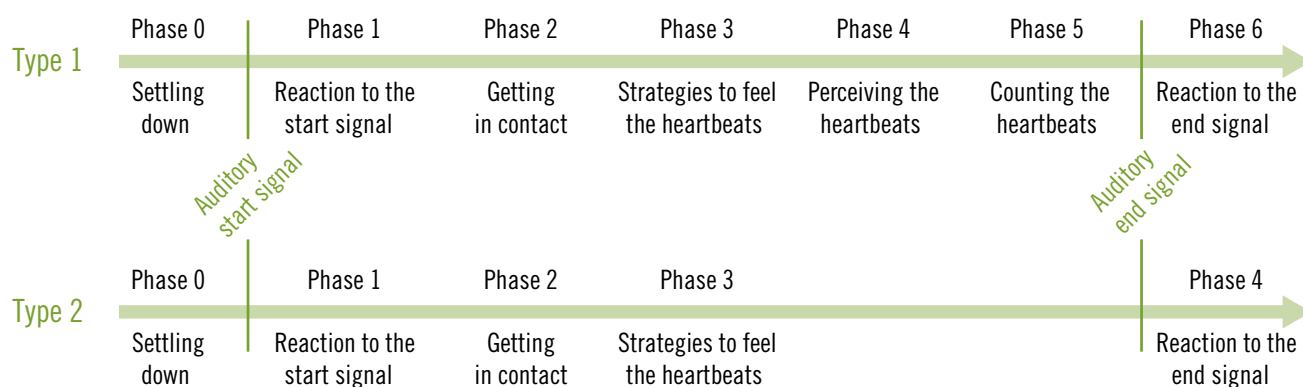 Phase 0 Phase 1 Phase 2 Phase 3 Phase 4 Phase 5 Phase 6
Type 1
Settling Reaction to the Getting Strategies to feel Perceiving the Counting the Reaction to the
down start signal in contact the heartbeats heartbeats heartbeats end signal
Auditory
start signal
Auditory
end signal
Phase 0 Phase 1 Phase 2 Phase 3 Phase 4
Type 2
Settling Reaction to the Getting Strategies to feel Reaction to the
down start signal in contact the heartbeats end signal